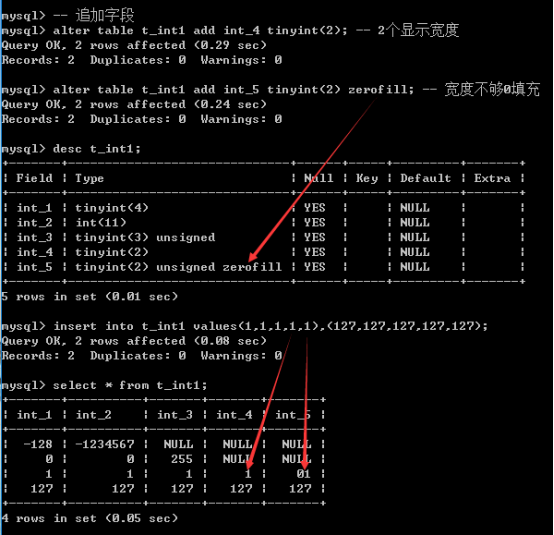 mysql> -- 追加字段
mysql> alter table t_int1 add int_4 tinyint(2); -- 2个显示宽度
Query OK, 2 rows affected (0.29 sec)
Records: 2  Duplicates: 0  Warnings: 0
mysql> alter table t_int1 add int_5 tinyint(2) zerofill; -- 宽度不够0填充
Query OK, 2 rows affected (0.24 sec)
Records: 2  Duplicates: 0  Warnings: 0
mysql> desc t_int1;
+-------+------------------------------+------+-----+---------+-------+
| Field | Type                         | Null | Key | Default | Extra |
+-------+------------------------------+------+-----+---------+-------+
| int_1 | tinyint(4)                   | YES  |     | NULL    |       |
| int_2 | int(11)                      | YES  |     | NULL    |       |
| int_3 | tinyint(3) unsigned          | YES  |     | NULL    |       |
| int_4 | tinyint(2)                   | YES  |     | NULL    |       |
| int_5 | tinyint(2) unsigned zerofill | YES  |     | NULL    |       |
+-------+------------------------------+------+-----+---------+-------+
5 rows in set (0.01 sec)
mysql> insert into t_int1 values(1,1,1,1,1),(127,127,127,127,127);
Query OK, 2 rows affected (0.08 sec)
Records: 2  Duplicates: 0  Warnings: 0
mysql> select * from t_int1;
+-------+----------+-------+-------+-------+
| int_1 | int_2    | int_3 | int_4 | int_5 |
+-------+----------+-------+-------+-------+
|  -128 | -1234567 |  NULL |  NULL |  NULL |
|     0 |        0 |   255 |  NULL |  NULL |
|     1 |        1 |     1 |     1 |    01 |
|   127 |      127 |   127 |   127 |   127 |
+-------+----------+-------+-------+-------+
4 rows in set (0.05 sec)